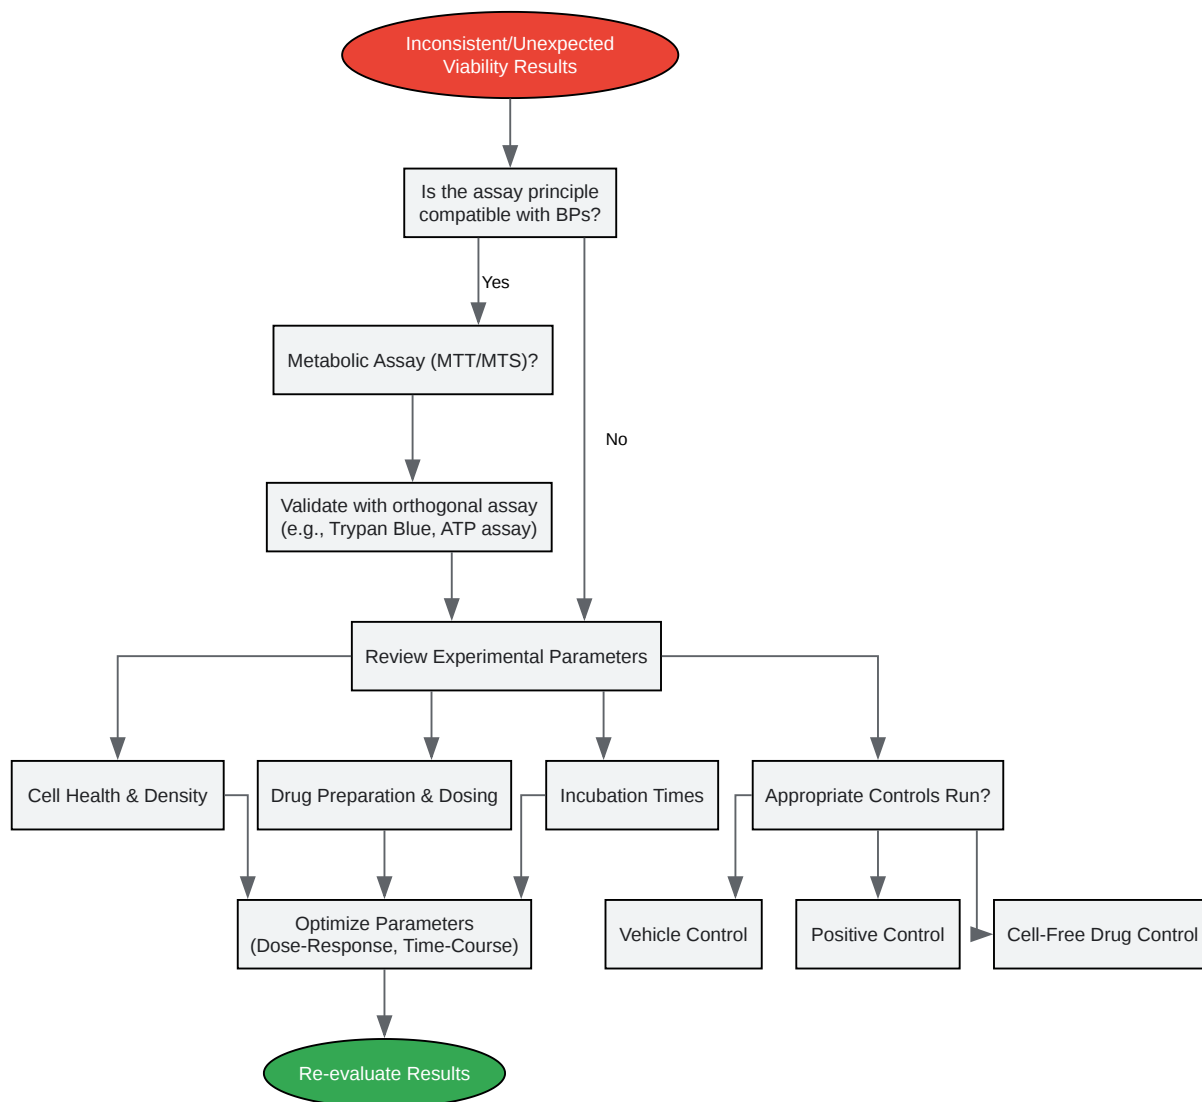 Inconsistent/Unexpected
Viability Results
Is the assay principle
compatible with BPs?
Yes
Metabolic Assay (MTT/MTS)?
No
Validate with orthogonal assay
(e.g., Trypan Blue, ATP assay)
Review Experimental Parameters
Cell Health & Density
Drug Preparation & Dosing
Incubation Times
Appropriate Controls Run?
Optimize Parameters
(Dose-Response, Time-Course)
Vehicle Control
Positive Control
Cell-Free Drug Control
Re-evaluate Results